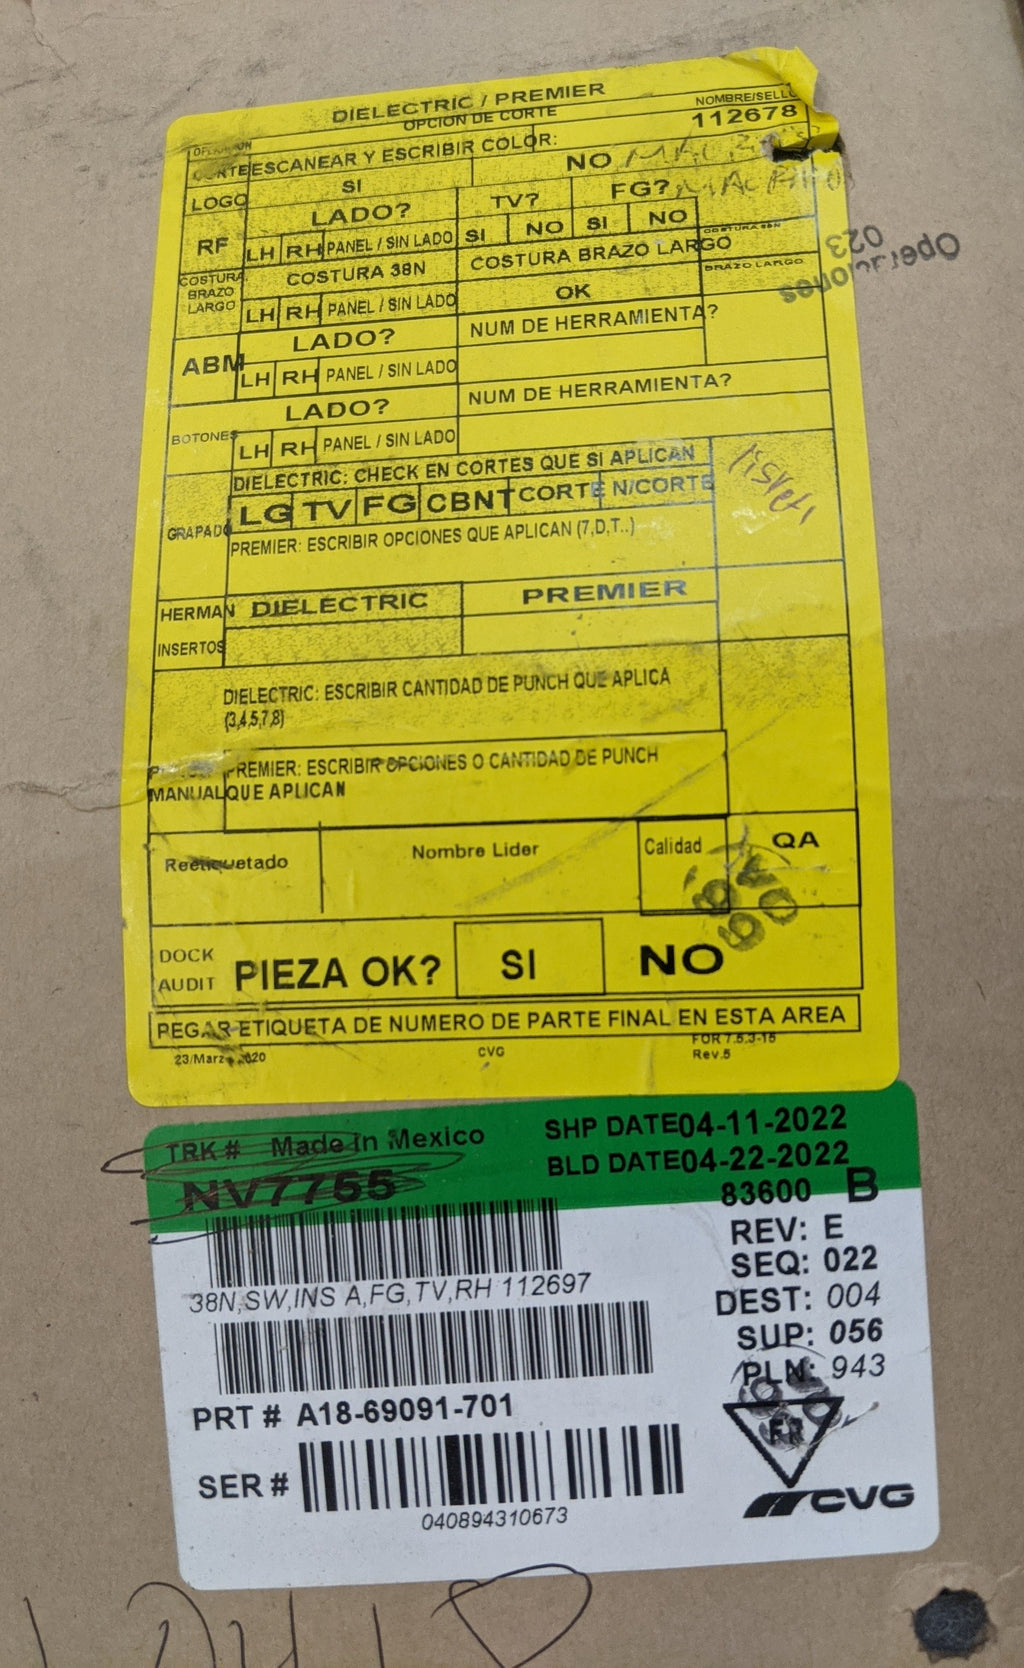 DIELECTRIC / PREMIER
OPCION DE CORTE
NOMBRE/SELLO
112678
ESCANEAR Y ESCRIBIR COLOR:
LOGO
SI
NO
RF
LADO?
TV?
FG?
LH RH PANEL / SIN LADO SI NO SI NO
COSTURA
BRAZO
LARGO
COSTURA 38N
COSTURA BRAZO LARGO
BRAZO LARGO
LH RH PANEL / SIN LADO
OK
ABM
LADO?
NUM DE HERRAMIENTA?
LH RH PANEL / SIN LADO
BOTONES
LADO?
NUM DE HERRAMIENTA?
LH RH PANEL / SIN LADO
Operaciones
023
GRAPADO
DIELECTRIC: CHECK EN CORTES QUE SI APLICAN
LG TV FG CBNT CORTE N/CORTE
PREMIER: ESCRIBIR OPCIONES QUE APLICAN (7,D,T..)
HERMAN
DIELECTRIC
PREMIER
INSERTOS
DIELECTRIC: ESCRIBIR CANTIDAD DE PUNCH QUE APLICA
(3,4,5,7,8)
MANUAL
PREMIER: ESCRIBIR OPCIONES O CANTIDAD DE PUNCH
QUE APLICAN
Reetiquetado
Nombre Lider
Calidad
QA
DOCK
AUDIT
PIEZA OK?
SI
NO
PEGAR ETIQUETA DE NUMERO DE PARTE FINAL EN ESTA AREA
CVG
FOR 7.5.3-15
Rev.5
TRK # Made in Mexico
NV7755
SHP DATE04-11-2022
BLD DATE04-22-2022
83600 B
REV: E
SEQ: 022
DEST: 004
SUP: 056
PLN: 943
38N,SW,INS A,FG,TV,RH 112697
PRT # A18-69091-701
SER #
040894310673
FR
CVG